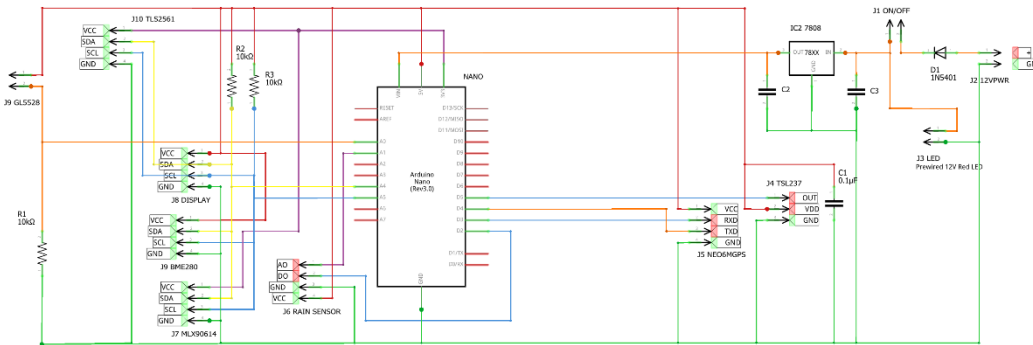 J10 TLS2561
VCC
SDA
SCL
GND
J9 GL5528
R1
10kΩ
R2
10kΩ
R3
10kΩ
VCC
SDA
SCL
GND
J8 DISPLAY
VCC
SDA
SCL
GND
J9 BME280
VCC
SDA
SCL
GND
J7 MLX90614
AO
DO
GND
VCC
J6 RAIN SENSOR
NANO
VIN
5V
3V3
RESET
AREF
A0
A1
A2
A3
A4
A5
A6
A7
Arduino
Nano
(Rev3.0)
D13/SCK
D12/MISO
D11/MOSI
D10
D9
D8
D7
D6
D5
D4
D3
D2
D1/TX
D0/RX
GND
IC2 7808
OUT
78XX
IN
GND
C2
C3
J1 ON/OFF
D1
1N5401
J2 12VPWR
J3 LED
Prewired 12V Red LED
C1
0.1µF
J4 TSL237
OUT
VDD
GND
VCC
RXD
TXD
GND
J5 NEO6MGPS